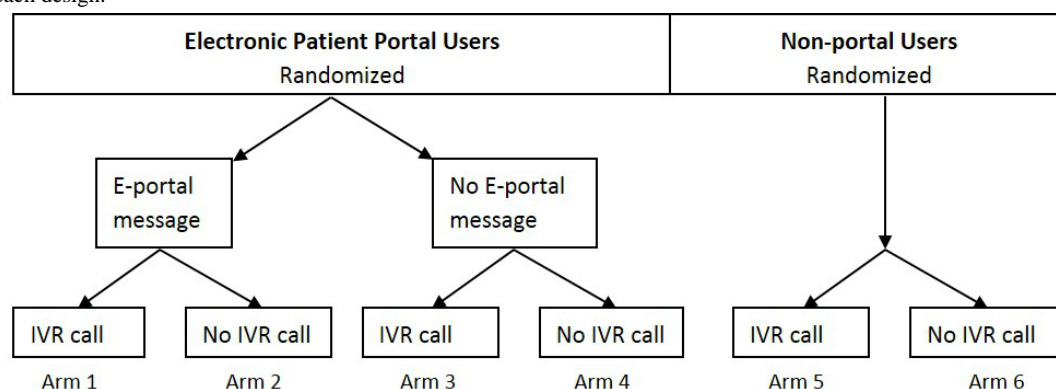 each design.
Electronic Patient Portal Users
Randomized
Non-portal Users
Randomized
E-portal
message
No E-portal
message
IVR call
No IVR call
IVR call
No IVR call
IVR call
No IVR call
Arm 1
Arm 2
Arm 3
Arm 4
Arm 5
Arm 6